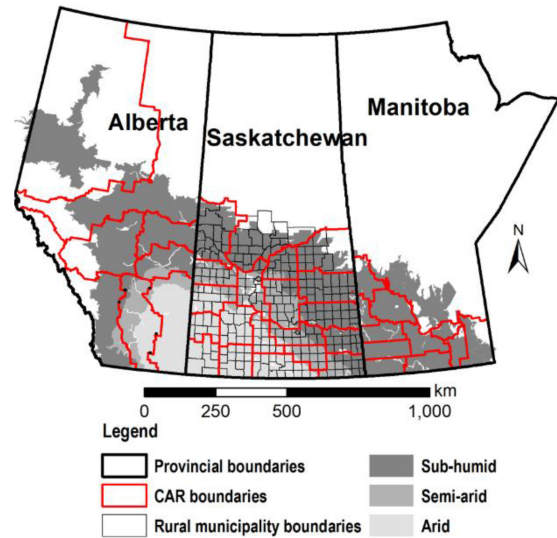 Alberta
Saskatchewan
Manitoba
N
km
0 250 500 1,000
Legend
Provincial boundaries
CAR boundaries
Rural municipality boundaries
Sub-humid
Semi-arid
Arid